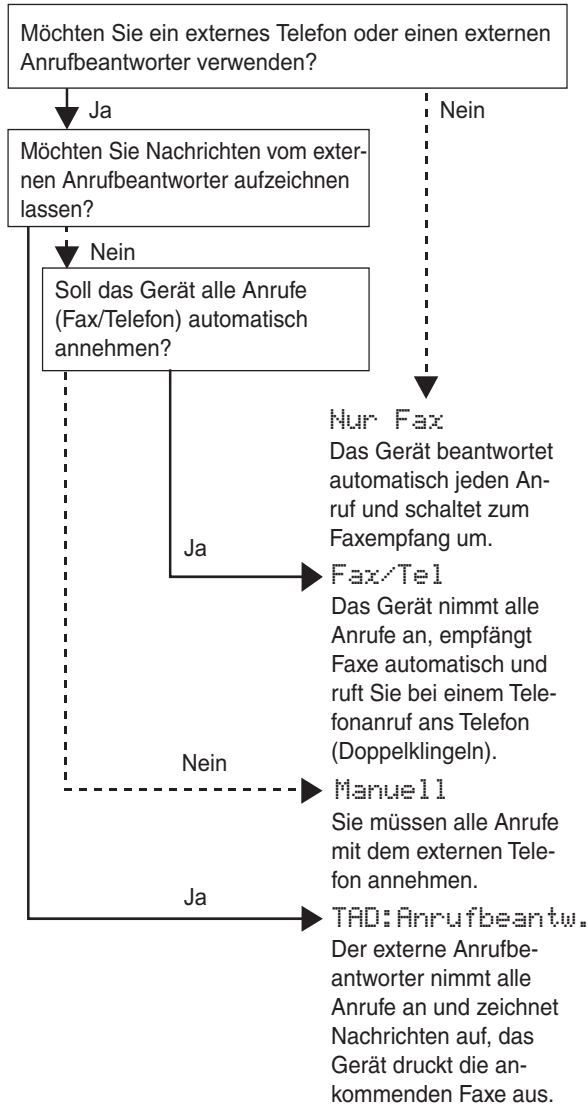 Möchten Sie ein externes Telefon oder einen externen
Anrufbeantworter verwenden?
Ja
Nein
Möchten Sie Nachrichten vom exter-
nen Anrufbeantworter aufzeichnen
lassen?
Nein
Soll das Gerät alle Anrufe
(Fax/Telefon) automatisch
annehmen?
Nur Fax
Das Gerät beantwortet
automatisch jeden An-
ruf und schaltet zum
Faxempfang um.
Ja
Fax/Tel
Das Gerät nimmt alle
Anrufe an, empfängt
Faxe automatisch und
ruft Sie bei einem Tele-
fonanruf ans Telefon
(Doppelklingeln).
Nein
Manuell
Sie müssen alle Anrufe
mit dem externen Tele-
fon annehmen.
Ja
TAD:Anrufbeantw.
Der externe Anrufbe-
antworter nimmt alle
Anrufe an und zeichnet
Nachrichten auf, das
Gerät druckt die an-
kommenden Faxe aus.